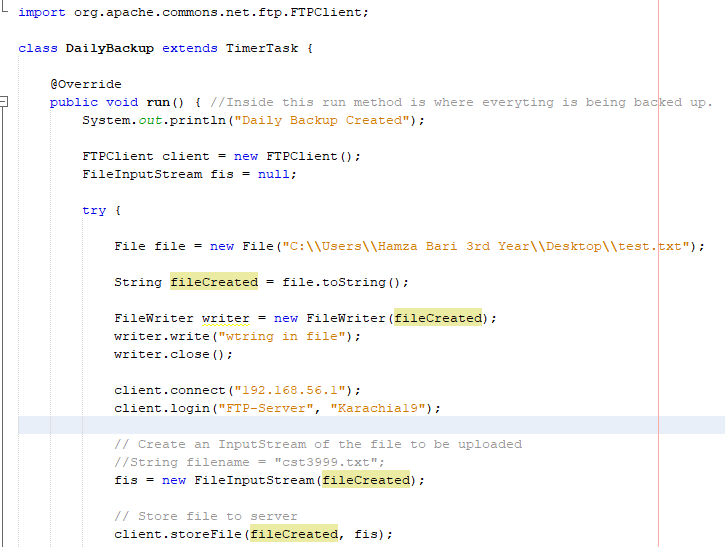 import org.apache.commons.net.ftp.FTPClient;
class DailyBackup extends TimerTask {
@Override
public void run() { //Inside this run method is where everyting is being backed up.
System.out.println("Daily Backup Created");
FTPClient client = new FTPClient();
FileInputStream fis = null;
try {
File file = new File("C:\\Users\\Hamza Bari 3rd Year\\Desktop\\test.txt");
String fileCreated = file.toString();
FileWriter writer = new FileWriter(fileCreated);
writer.write("wtring in file");
writer.close();
client.connect("192.168.56.1");
client.login("FTP-Server", "Karachia19");
// Create an InputStream of the file to be uploaded
//String filename = "cst3999.txt";
fis = new FileInputStream(fileCreated);
// Store file to server
client.storeFile(fileCreated, fis);